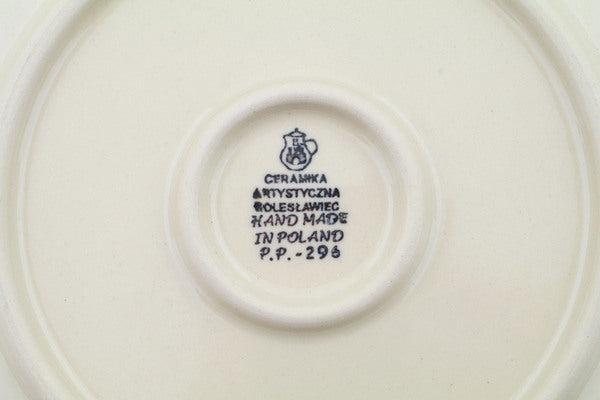 CERAMIKA
ARTYSTYCZNA
BOLESŁAWIEC
HAND MADE
IN POLAND
P.P.-296